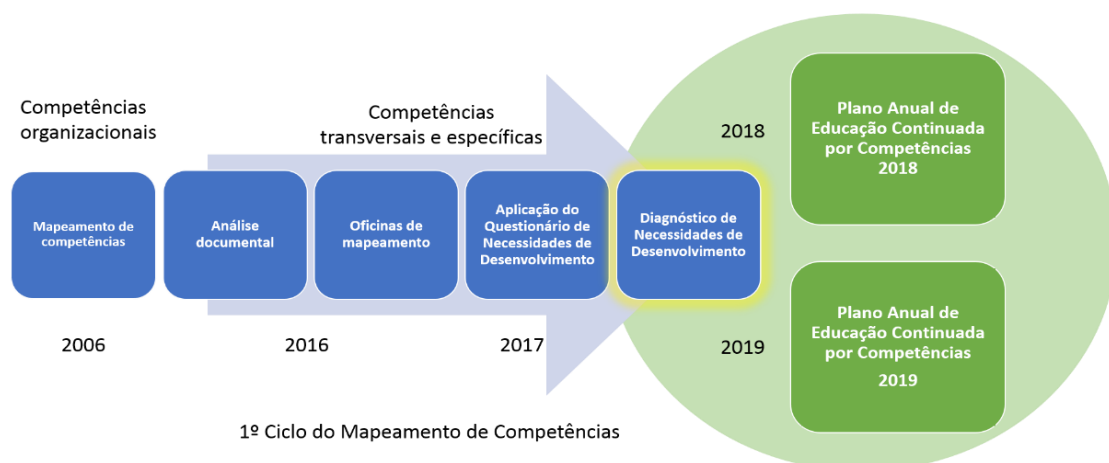 Competências
organizacionais
Competências
transversais e específicas
Mapeamento de
competências
Análise
documental
Oficinas de
mapeamento
Aplicação do
Questionário de
Necessidades de
Desenvolvimento
Diagnóstico de
Necessidades de
Desenvolvimento
2006
2016
2017
2018
Plano Anual de
Educação Continuada
por Competências
2018
2019
Plano Anual de
Educação Continuada
por Competências
2019
1º Ciclo do Mapeamento de Competências